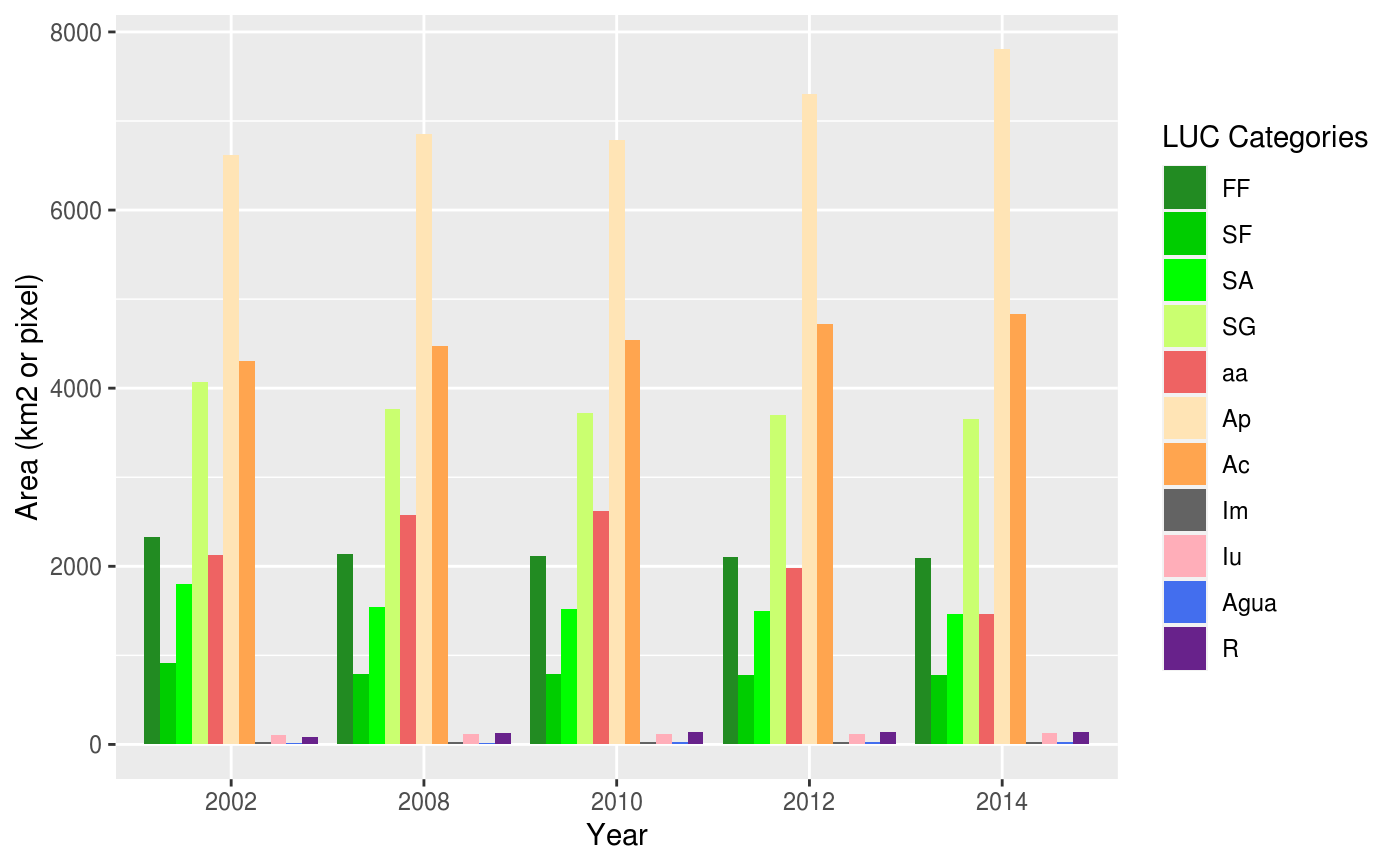 8000
6000
4000
2000
0
Area (km2 or pixel)
2002 2008 2010 2012 2014
Year
LUC Categories
FF
SF
SA
SG
aa
Ap
Ac
Im
Iu
Agua
R